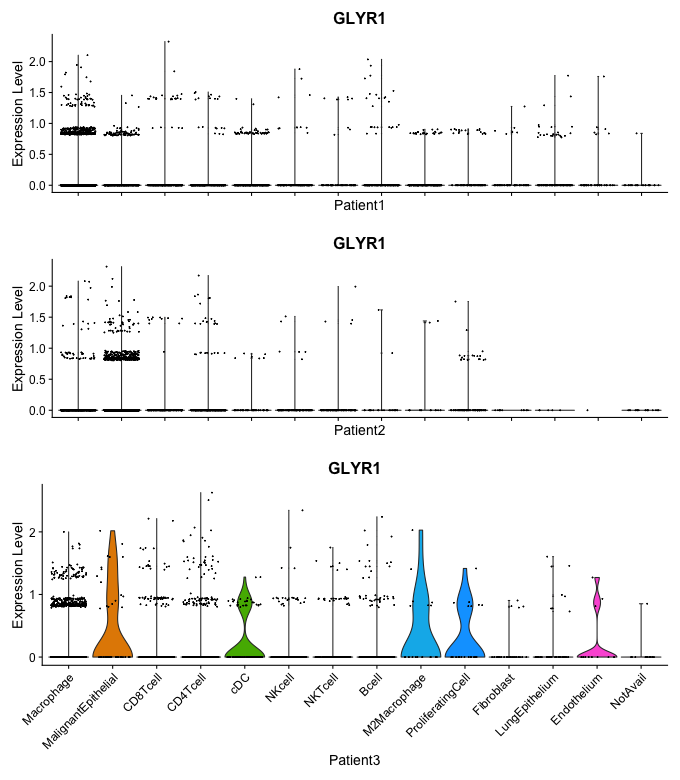 GLYR1
Expression Level
2.0
1.5
1.0
0.5
0.0
Patient1
GLYR1
Expression Level
2.0
1.5
1.0
0.5
0.0
Patient2
GLYR1
Expression Level
2
1
0
Macrophage
MalignantEpithelial
CD8Tcell
CD4Tcell
cDC
NKcell
NKTcell
Bcell
M2Macrophage
ProliferatingCell
Fibroblast
LungEpithelium
Endothelium
NotAvail
Patient3